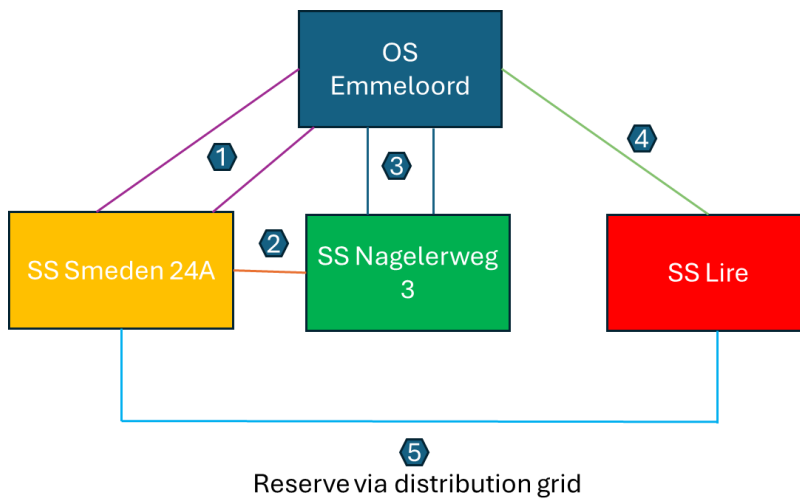 OS
Emmeloord
1
3
4
2
SS Smeden 24A
SS Nagelerweg
3
SS Lire
5
Reserve via distribution grid